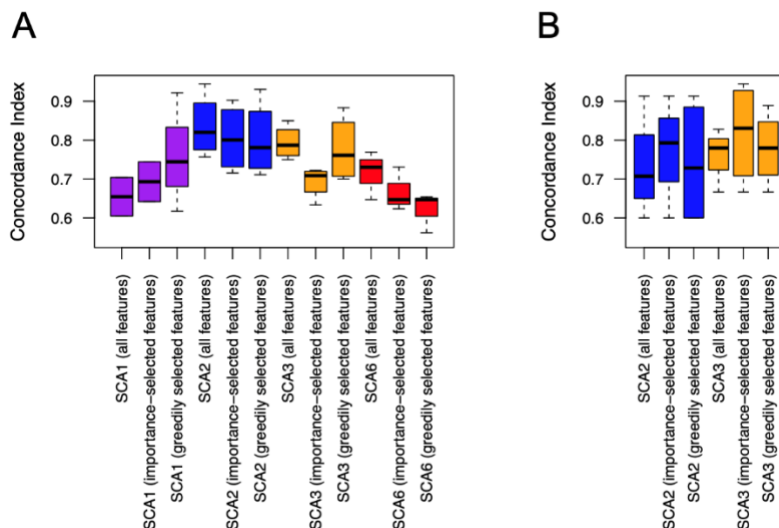 A
Concordance Index
0.9
0.8
0.7
0.6
SCA1 (all features)
SCA1 (importance−selected features)
SCA1 (greedily selected features)
SCA2 (all features)
SCA2 (importance−selected features)
SCA2 (greedily selected features)
SCA3 (all features)
SCA3 (importance−selected features)
SCA3 (greedily selected features)
SCA6 (all features)
SCA6 (importance−selected features)
SCA6 (greedily selected features)
B
Concordance Index
0.9
0.8
0.7
0.6
SCA2 (all features)
SCA2 (importance−selected features)
SCA2 (greedily selected features)
SCA3 (all features)
SCA3 (importance−selected features)
SCA3 (greedily selected features)